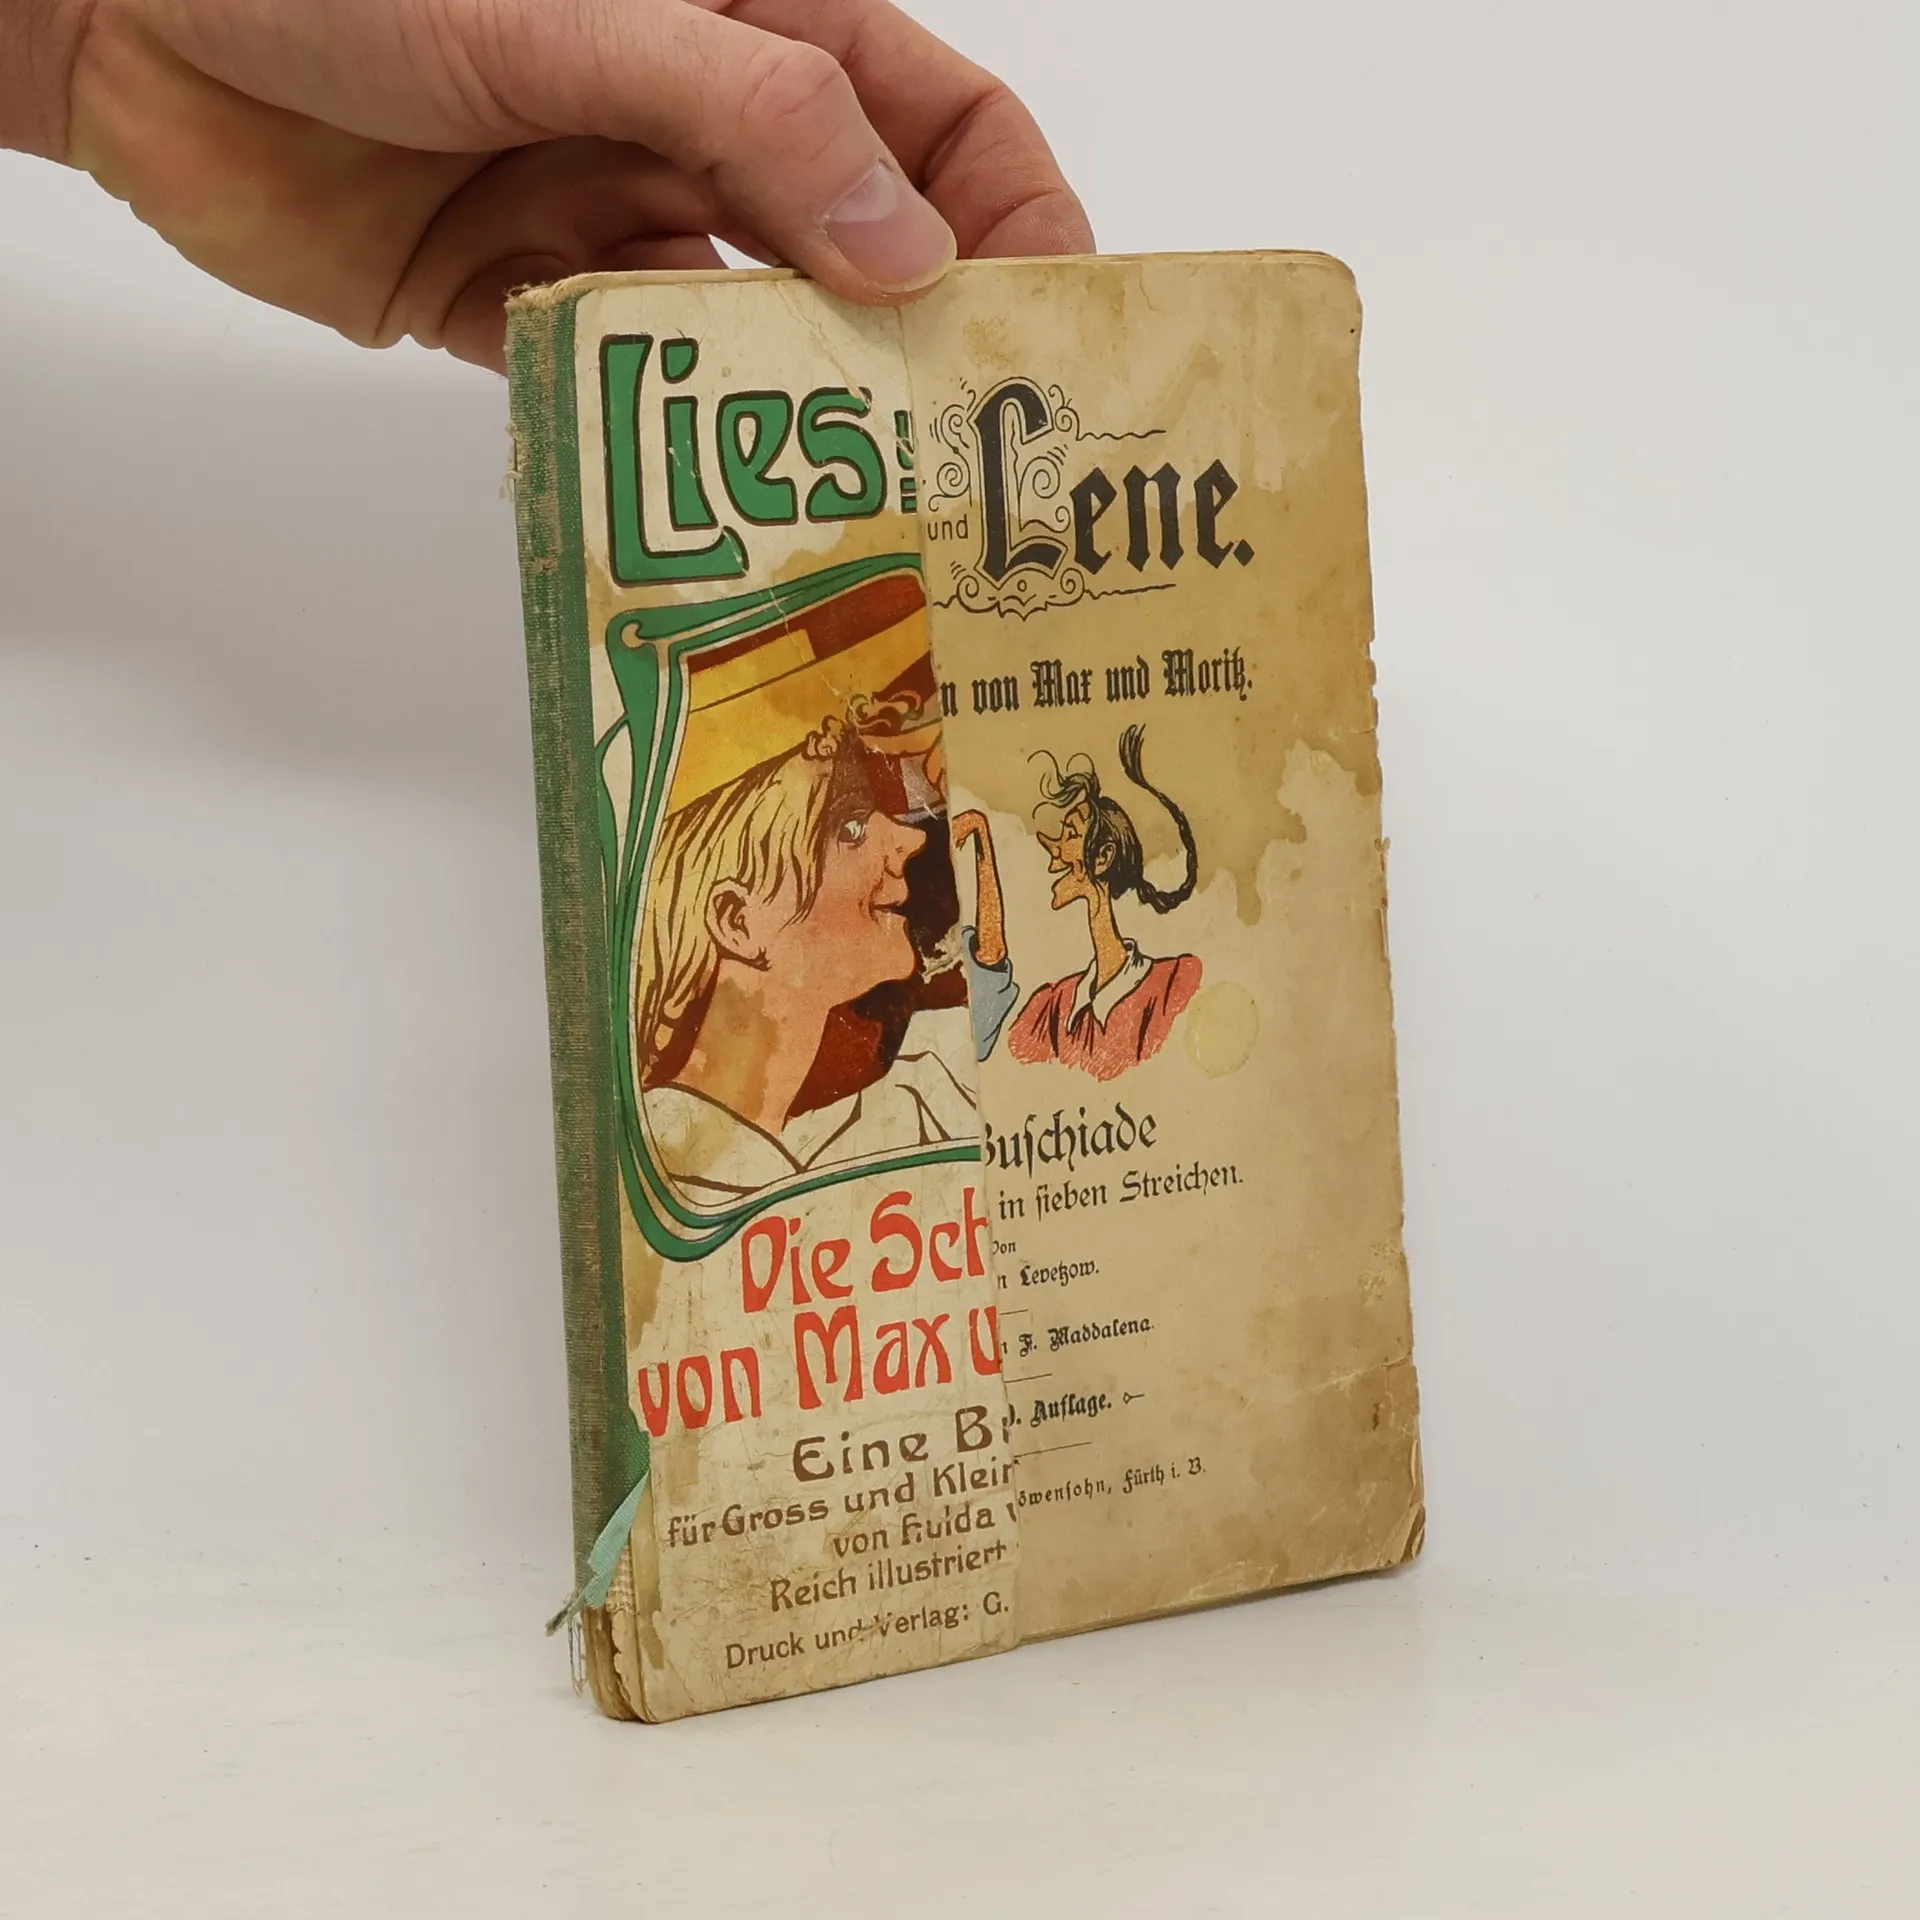 Lies u
Die Sch
von Max u
Eine B
für Gross und Klein
von Hulda v
Reich illustriert
Druck und Verlag: G.
und Lene.
n von Max und Moritz.
Buschiade
in sieben Streichen.
Von
n Levetzow.
n F. Maddalena.
. Auflage.
öwensohn, Fürth i. B.